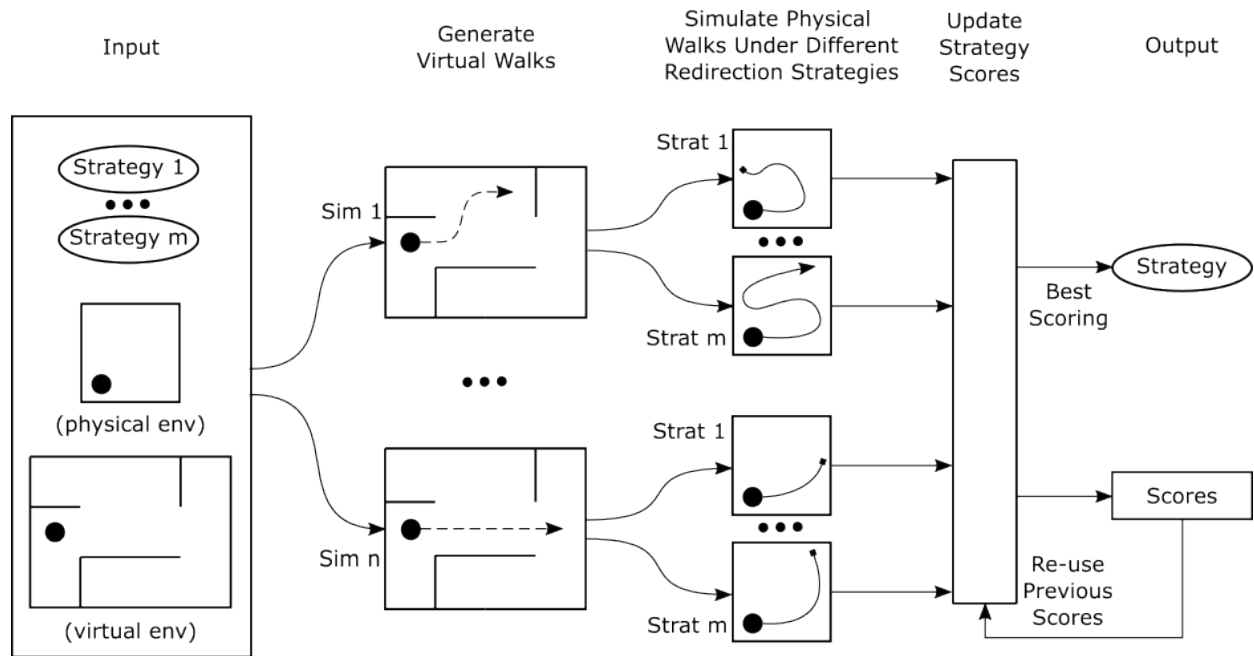 Input
Generate
Virtual Walks
Simulate Physical
Walks Under Different
Redirection Strategies
Update
Strategy
Scores
Output
Strategy 1
Strategy m
(physical env)
(virtual env)
Sim 1
Sim n
Strat 1
Strat m
Strat 1
Strat m
Best
Scoring
Strategy
Scores
Re-use
Previous
Scores